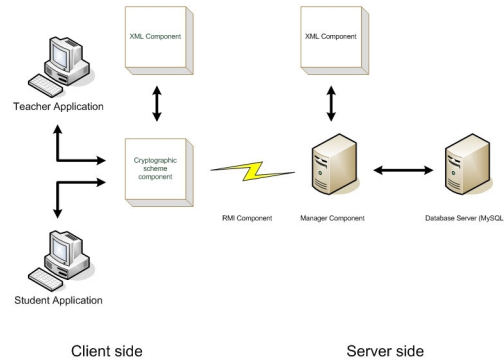 XML Component
XML Component
Teacher Application
Cryptographic
scheme
component
RMI Component
Manager Component
Database Server (MySQL
Student Application
Client side
Server side